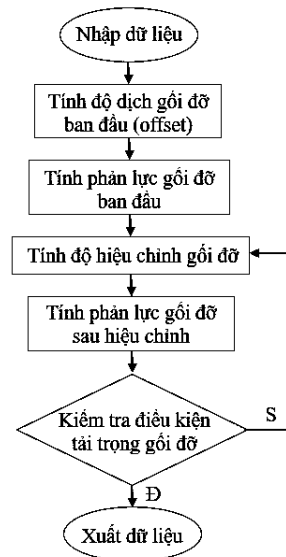 Nhập dữ liệu
Tính độ dịch gối đỡ
ban đầu (offset)
Tính phản lực gối đỡ
ban đầu
Tính độ hiệu chỉnh gối đỡ
Tính phản lực gối đỡ
sau hiệu chỉnh
Kiểm tra điều kiện
tải trọng gối đỡ
S
Đ
Xuất dữ liệu